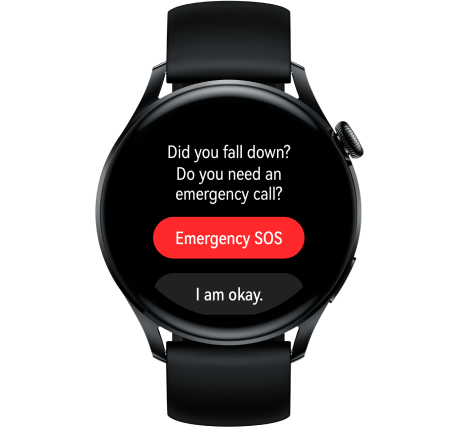 Did you fall down?
Do you need an
emergency call?
Emergency SOS
I am okay.